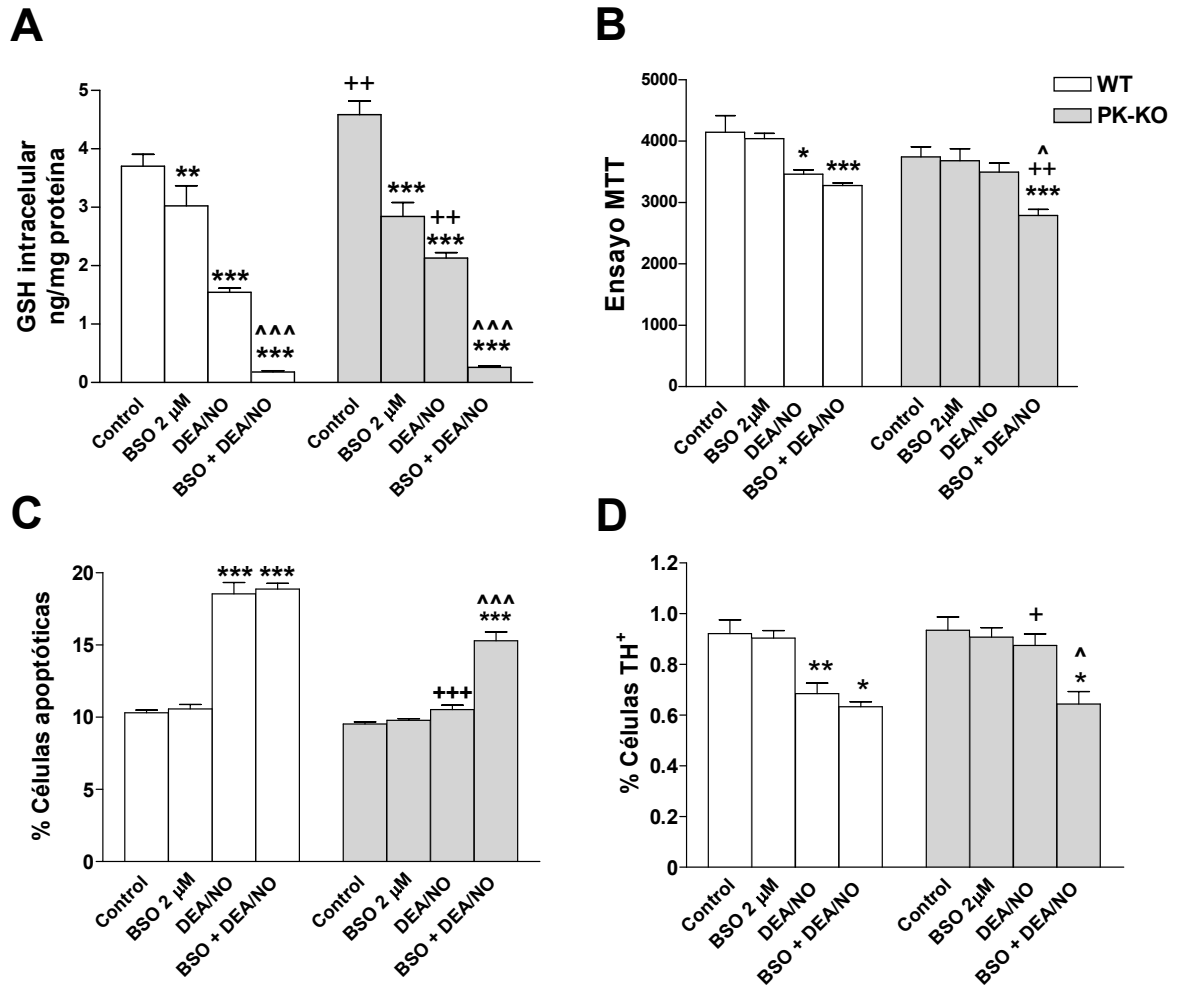 A
GSH intracelular
ng/mg proteína
5
4
3
2
1
0
**
***
^^^
***
++
***
++
***
^^^
***
Control
BSO 2 µM
DEA/NO
BSO + DEA/NO
Control
BSO 2 µM
DEA/NO
BSO + DEA/NO
B
Ensayo MTT
5000
4000
3000
2000
1000
0
WT
PK-KO
*
***
^
++
***
Control
BSO 2µM
DEA/NO
BSO + DEA/NO
Control
BSO 2µM
DEA/NO
BSO + DEA/NO
C
% Células apoptóticas
20
15
10
5
0
***
***
+++
^^^
***
Control
BSO 2 µM
DEA/NO
BSO + DEA/NO
Control
BSO 2 µM
DEA/NO
BSO + DEA/NO
D
% Células TH+
1.2
1.0
0.8
0.6
0.4
0.2
0
**
*
+
^
*
Control
BSO 2 µM
DEA/NO
BSO + DEA/NO
Control
BSO 2µM
DEA/NO
BSO + DEA/NO